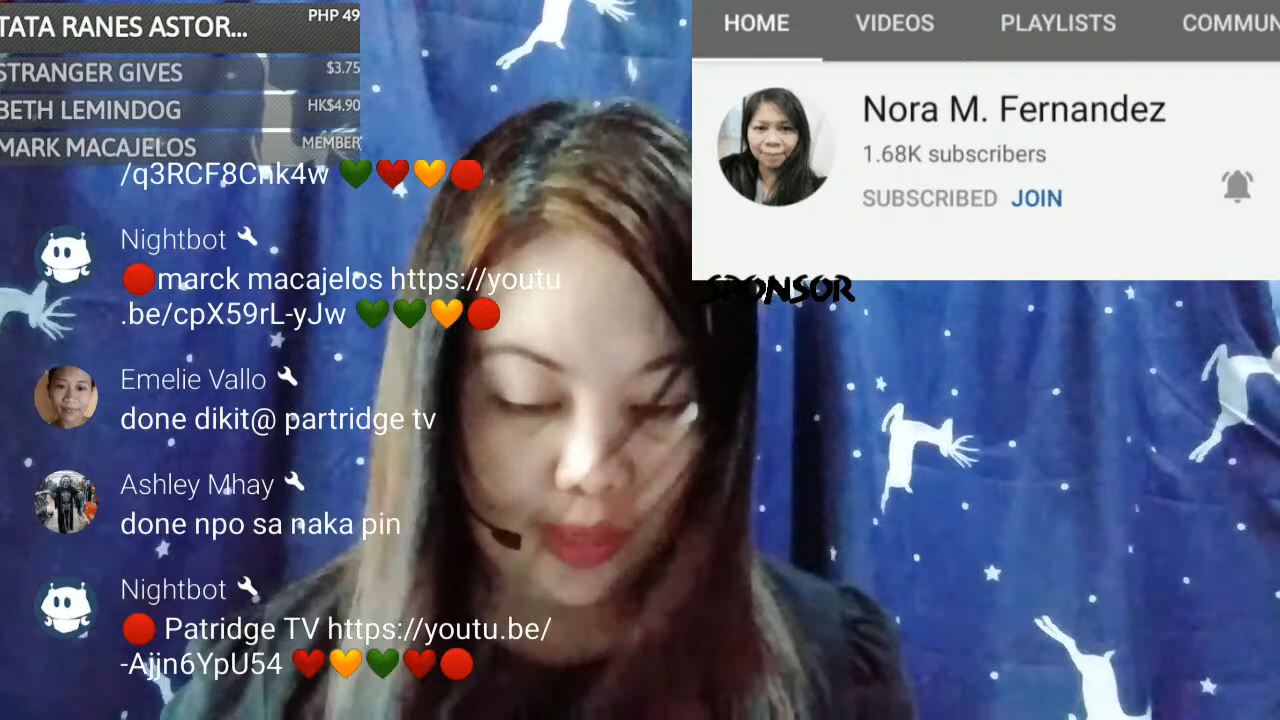 TATA RANES ASTOR...
PHP 49
STRANGER GIVES
$3.75
BETH LEMINDOG
HK$4.90
MARK MACAJELOS
MEMBER
/q3RCF8Cnk4w 💚❤️🧡🔴
Nightbot
🔴marck macajelos https://youtu
.be/cpX59rL-yJw 💚💚🧡🔴
Emelie Vallo
done dikit@ partridge tv
Ashley Mhay
done npo sa naka pin
Nightbot
🔴 Patridge TV https://youtu.be/
-Ajjn6YpU54 ❤️🧡💚❤️🔴
HOME VIDEOS PLAYLISTS COMMUN
Nora M. Fernandez
1.68K subscribers
SUBSCRIBED JOIN
SPONSOR